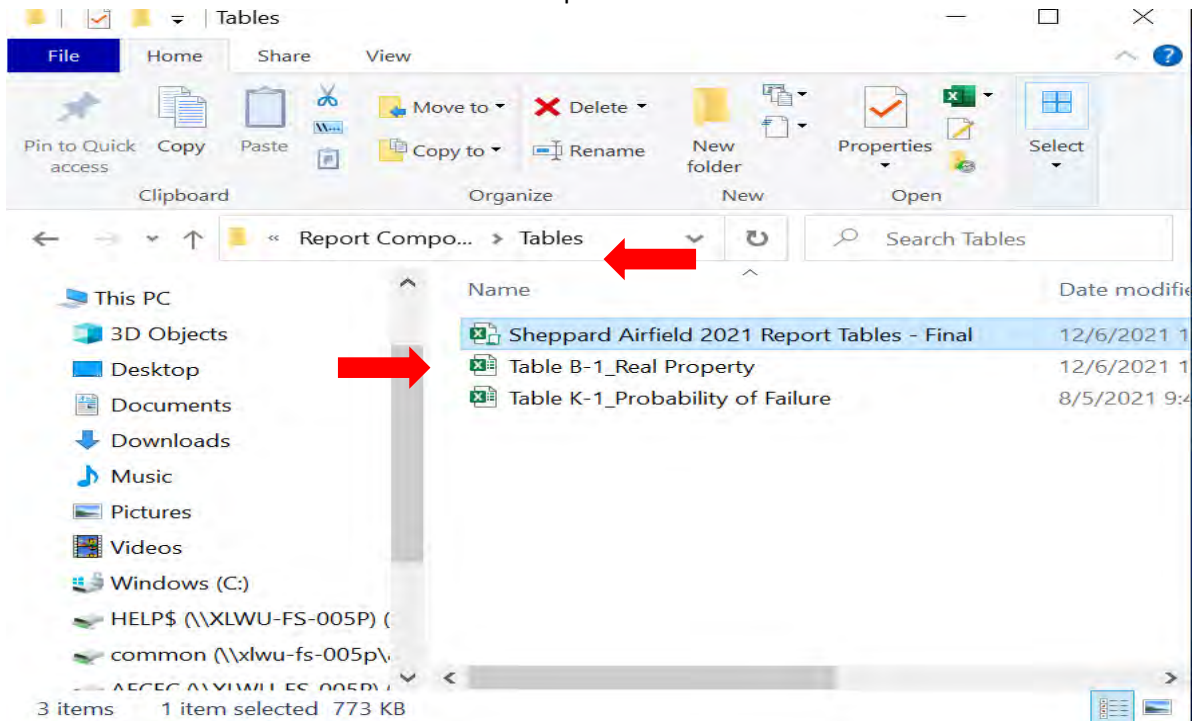 Tables
File Home Share View
Pin to Quick access Copy Paste
Move to Delete
Copy to Rename
New folder
Properties
Select
Clipboard Organize New Open
« Report Compo... > Tables
Search Tables
Name Date modifie
This PC
3D Objects
Desktop
Documents
Downloads
Music
Pictures
Videos
Windows (C:)
HELP$ (\\XLWU-FS-005P) (
common (\\xlwu-fs-005p\
Sheppard Airfield 2021 Report Tables - Final 12/6/2021 1
Table B-1_Real Property 12/6/2021 1
Table K-1_Probability of Failure 8/5/2021 9:4
3 items 1 item selected 773 KB